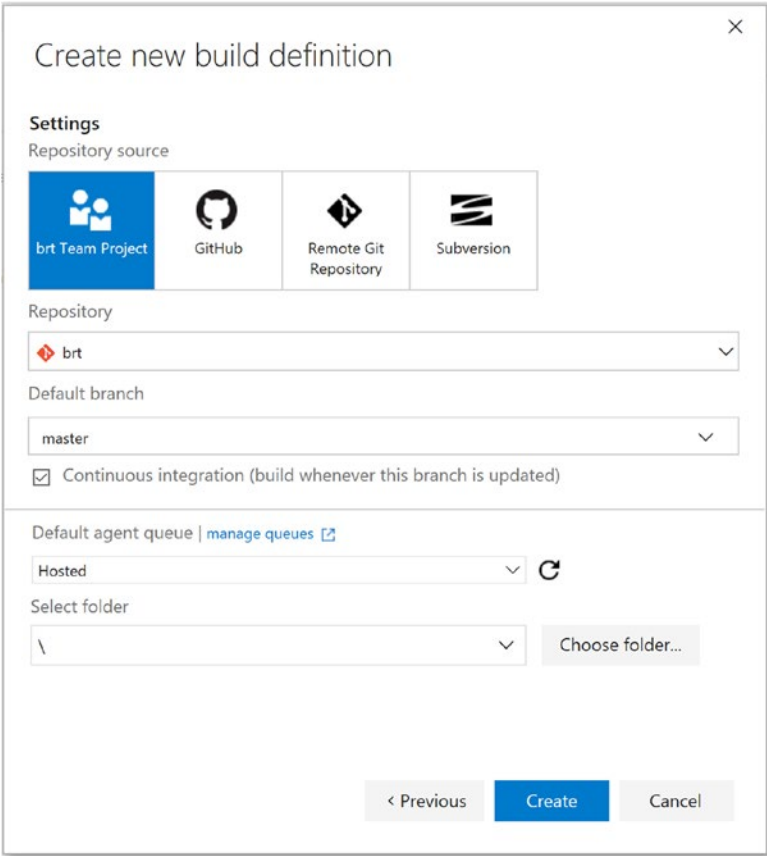 Create new build definition
Settings
Repository source
brt Team Project
GitHub
Remote Git
Repository
Subversion
Repository
brt
Default branch
master
Continuous integration (build whenever this branch is updated)
Default agent queue | manage queues
Hosted
Select folder
\
Choose folder...
< Previous
Create
Cancel